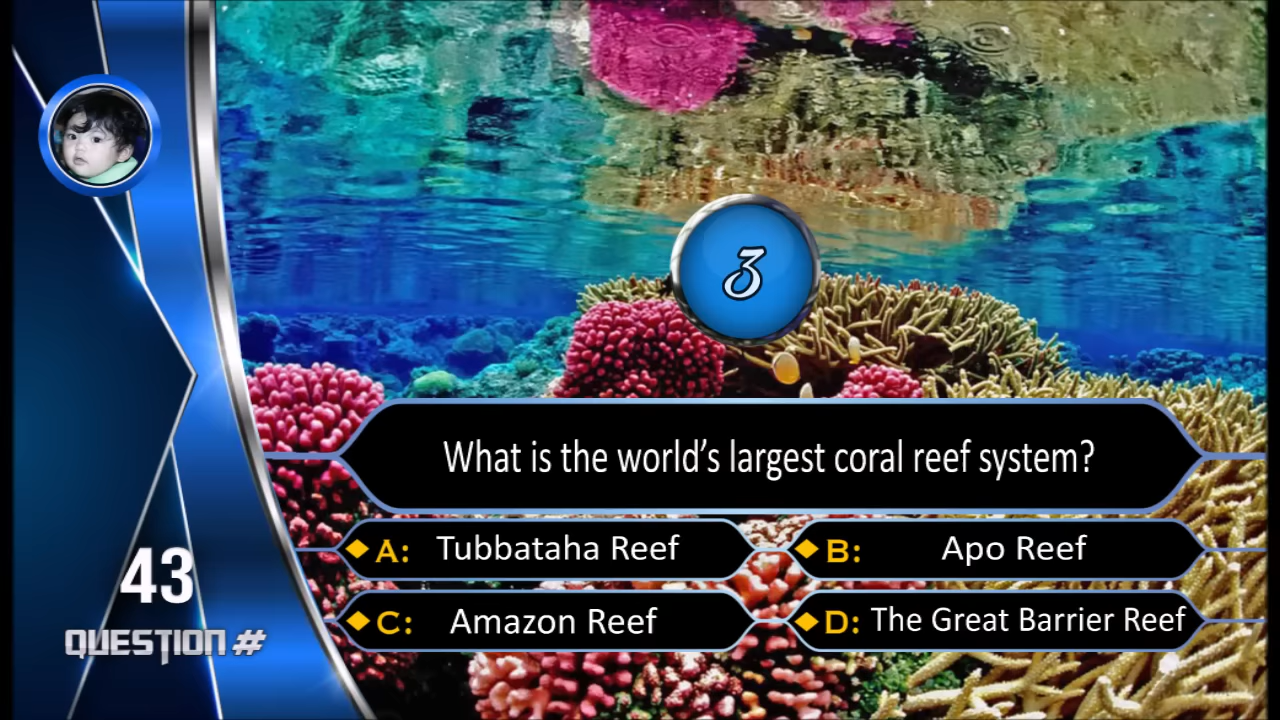 3
What is the world’s largest coral reef system?
A: Tubbataha Reef
B: Apo Reef
C: Amazon Reef
D: The Great Barrier Reef
43
QUESTION #